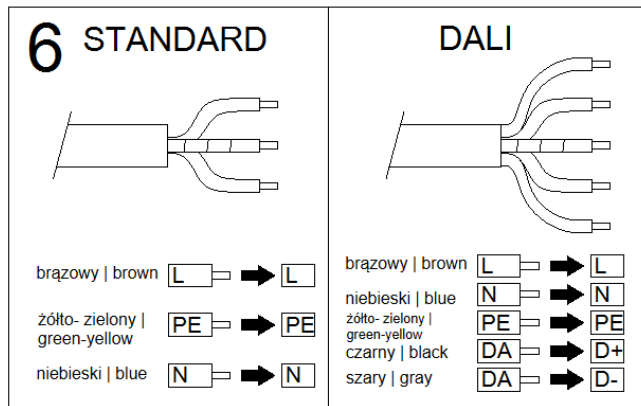 6 STANDARD
brązowy | brown L L
żółto- zielony |
green-yellow PE PE
niebieski | blue N N
DALI
brązowy | brown L L
niebieski | blue N N
żółto- zielony |
green-yellow PE PE
czarny | black DA D+
szary | gray DA D-